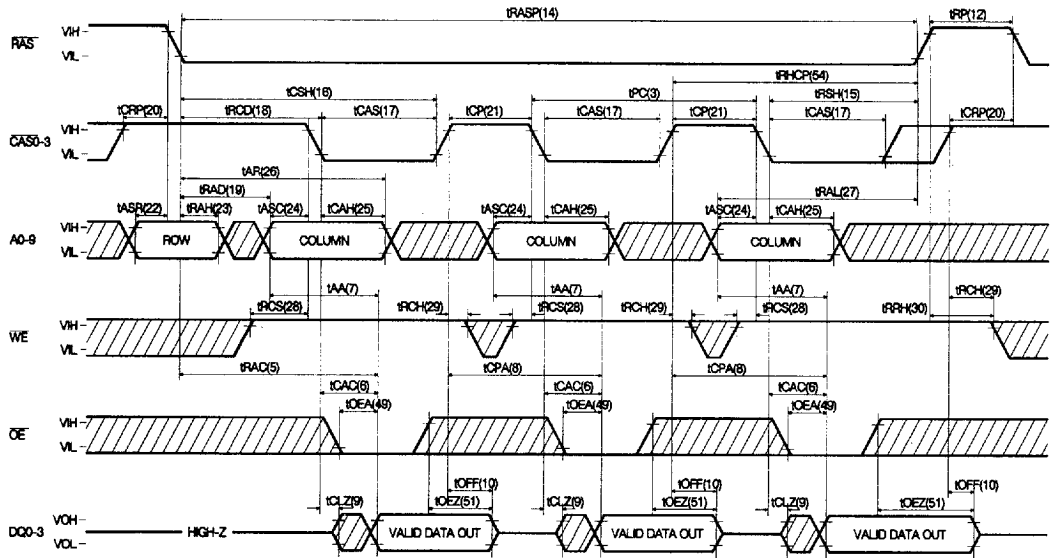 tRASP(14) tRP(12)
RAS VIH
VIL
tRHCP(54)
tCSH(16) tPC(3) tRSH(15)
tCRP(20) tRCD(18) tCAS(17) tCP(21) tCAS(17) tCP(21) tCAS(17) tCRP(20)
CAS0-3 VIH
VIL
tAR(26)
tRAD(19) tRAL(27)
tASR(22) tRAH(23) tASC(24) tCAH(25) tASC(24) tCAH(25) tASC(24) tCAH(25)
A0-9 VIH
VIL
ROW COLUMN COLUMN COLUMN
tAA(7) tAA(7) tAA(7)
tRCS(28) tRCH(29) tRCS(28) tRCH(29) tRCS(28) tRRH(30) tRCH(29)
WE VIH
VIL
tRAC(5) tCPA(8) tCPA(8)
tCAC(6) tCAC(6) tCAC(6)
tOEA(49) tOEA(49) tOEA(49)
OE VIH
VIL
tOFF(10) tOFF(10) tOFF(10)
tCLZ(9) tOEZ(51) tCLZ(9) tOEZ(51) tCLZ(9) tOEZ(51)
DQ0-3 VOH
VOL
HIGH-Z VALID DATA OUT VALID DATA OUT VALID DATA OUT